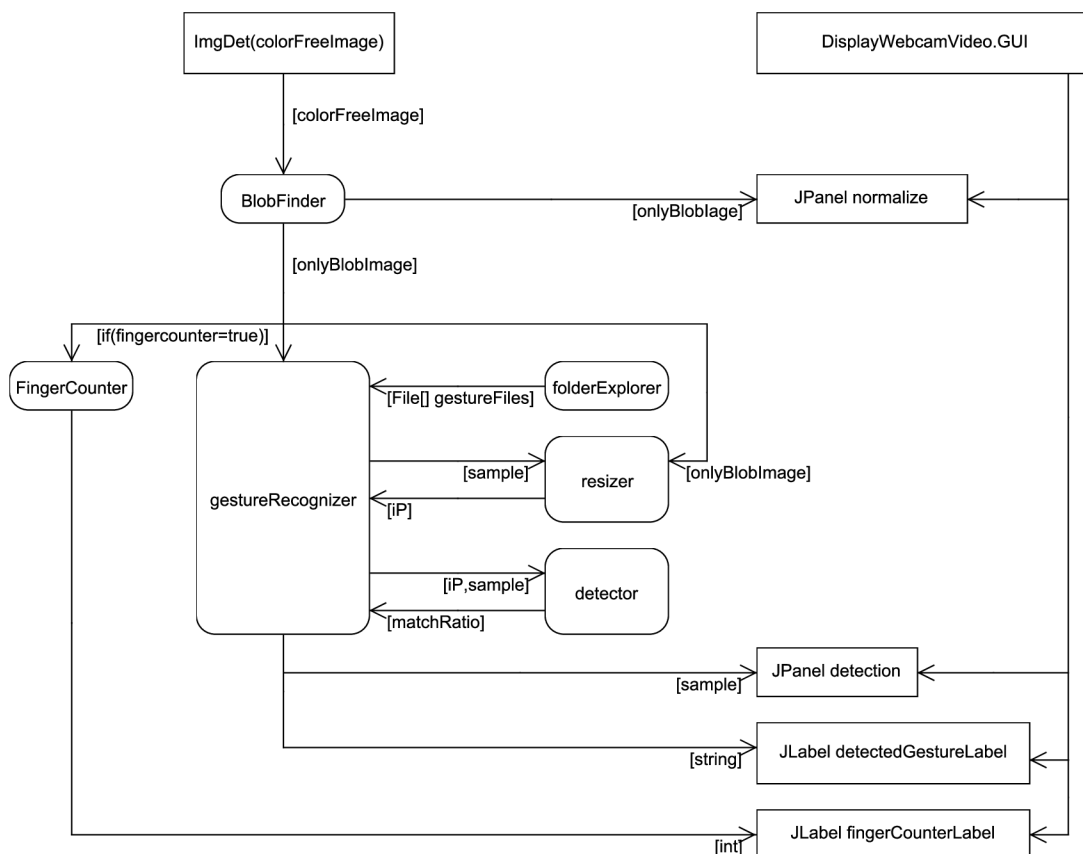 ImgDet(colorFreeImage)
DisplayWebcamVideo.GUI
[colorFreeImage]
BlobFinder
JPanel normalize
[onlyBlobIage]
[onlyBlobImage]
[if(fingercounter=true)]
FingerCounter
folderExplorer
[File[] gestureFiles]
[sample]
resizer
[onlyBlobImage]
gestureRecognizer
[iP]
[iP,sample]
detector
[matchRatio]
JPanel detection
[sample]
JLabel detectedGestureLabel
[string]
JLabel fingerCounterLabel
[int]